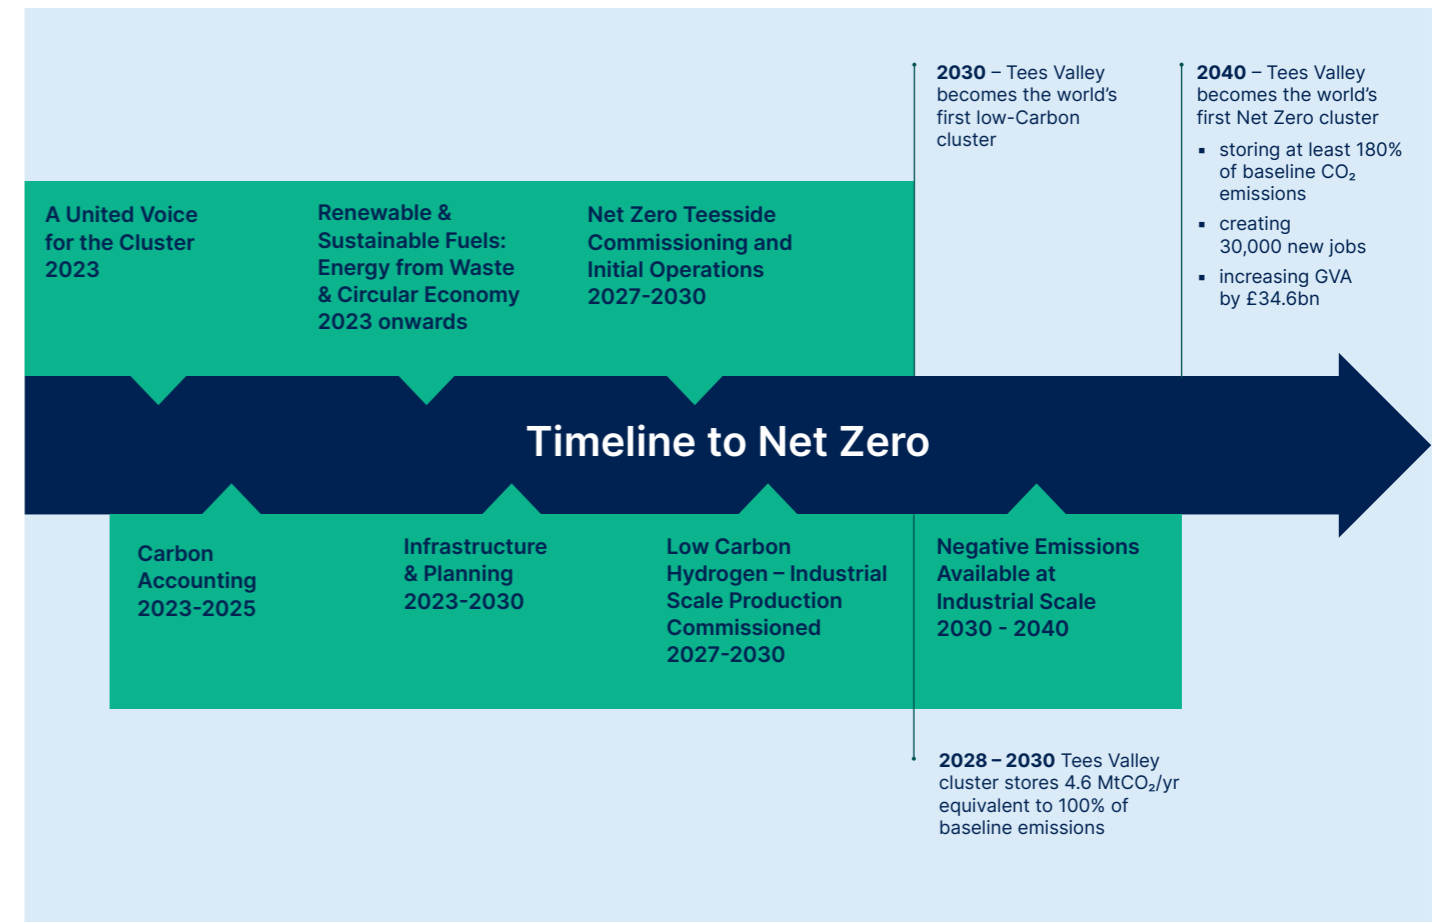 2030 – Tees Valley
becomes the world's
first low-Carbon
cluster
2040 – Tees Valley
becomes the world's
first Net Zero cluster
▪ storing at least 180%
of baseline CO₂
emissions
▪ creating
30,000 new jobs
▪ increasing GVA
by £34.6bn
A United Voice
for the Cluster
2023
Renewable &
Sustainable Fuels:
Energy from Waste
& Circular Economy
2023 onwards
Net Zero Teesside
Commissioning and
Initial Operations
2027-2030
Timeline to Net Zero
Carbon
Accounting
2023-2025
Infrastructure
& Planning
2023-2030
Low Carbon
Hydrogen – Industrial
Scale Production
Commissioned
2027-2030
Negative Emissions
Available at
Industrial Scale
2030 - 2040
2028 – 2030 Tees Valley
cluster stores 4.6 MtCO₂/yr
equivalent to 100% of
baseline emissions